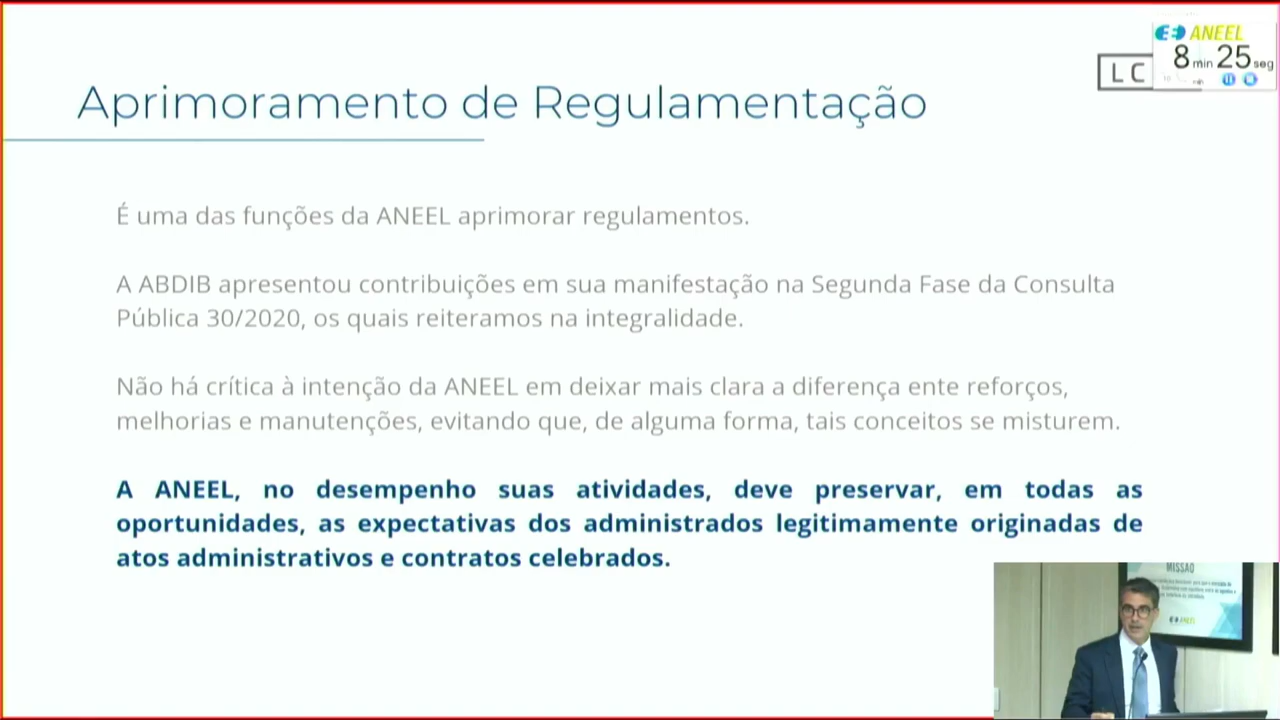 ANEEL
8 min 25 seg
LC
Aprimoramento de Regulamentação
É uma das funções da ANEEL aprimorar regulamentos.
A ABDIB apresentou contribuições em sua manifestação na Segunda Fase da Consulta
Pública 30/2020, os quais reiteramos na integralidade.
Não há crítica à intenção da ANEEL em deixar mais clara a diferença ente reforços,
melhorias e manutenções, evitando que, de alguma forma, tais conceitos se misturem.
A ANEEL, no desempenho suas atividades, deve preservar, em todas as
oportunidades, as expectativas dos administrados legitimamente originadas de
atos administrativos e contratos celebrados.
MISSÃO
ANEEL